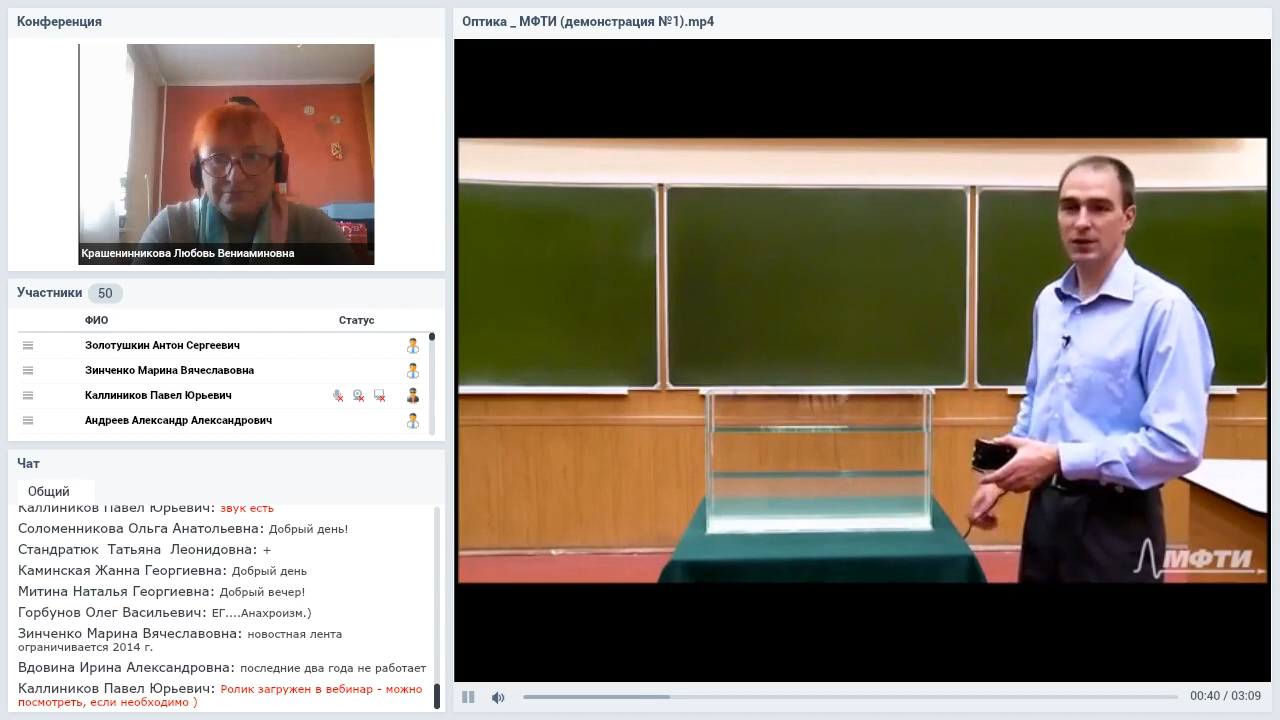 Конференция
Крашенинникова Любовь Вениаминовна
Участники 50
ФИО Статус
Золотушкин Антон Сергеевич
Зинченко Марина Вячеславовна
Каллиников Павел Юрьевич
Андреев Александр Александрович
Чат
Общий
Каллиников Павел Юрьевич: звук есть
Соломенникова Ольга Анатольевна: Добрый день!
Стандратюк Татьяна Леонидовна: +
Каминская Жанна Георгиевна: Добрый день
Митина Наталья Георгиевна: Добрый вечер!
Горбунов Олег Васильевич: ЕГ....Анахроизм.)
Зинченко Марина Вячеславовна: новостная лента
ограничивается 2014 г.
Вдовина Ирина Александровна: последние два года не работает
Каллиников Павел Юрьевич: Ролик загружен в вебинар - можно
посмотреть, если необходимо )
Оптика _ МФТИ (демонстрация №1).mp4
МФТИ
00:40 / 03:09